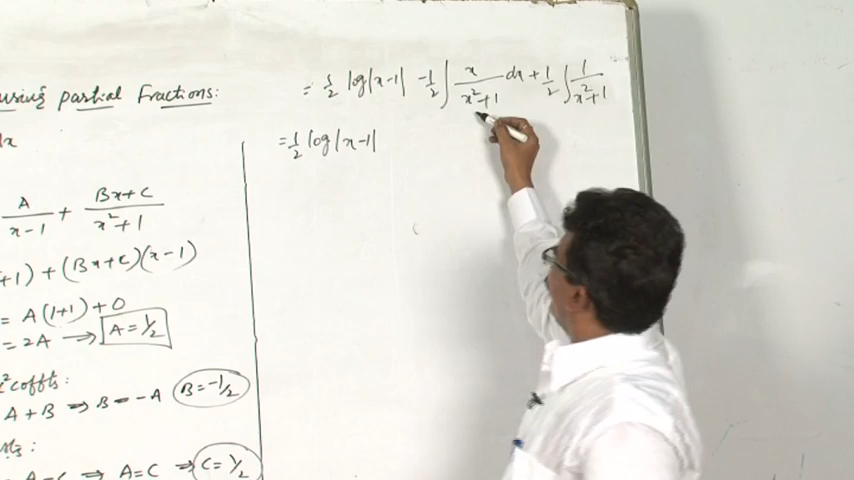 using partial Fractions:
dx
A/(x-1) + (Bx+C)/(x²+1)
+1) + (Bx+C)(x-1)
= A(1+1) + 0
= 2A → A = 1/2
x² coffts:
A+B ⇒ B = -A B = -1/2
A-C ⇒ A=C ⇒ C = 1/2
= 1/2 log|x-1| - 1/2 ∫ x/(x²+1) dx + 1/2 ∫ 1/(x²+1)
= 1/2 log|x-1|